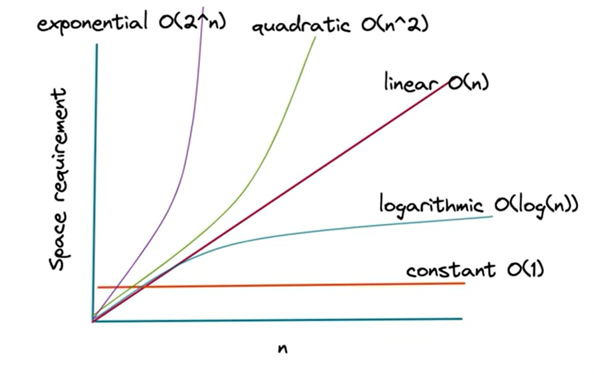 exponential O(2^n)
quadratic O(n^2)
linear O(n)
logarithmic O(log(n))
constant O(1)
Space requirement
n